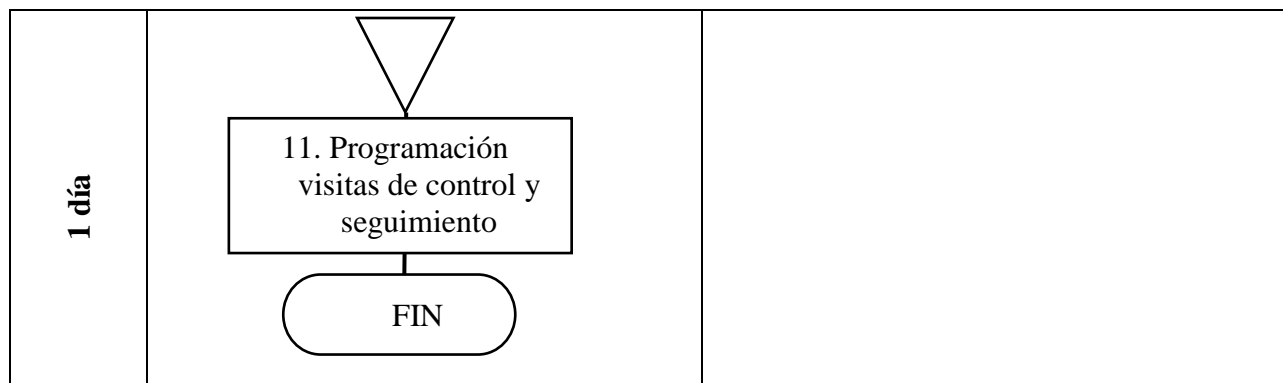 1 día
11. Programación
visitas de control y
seguimiento
FIN